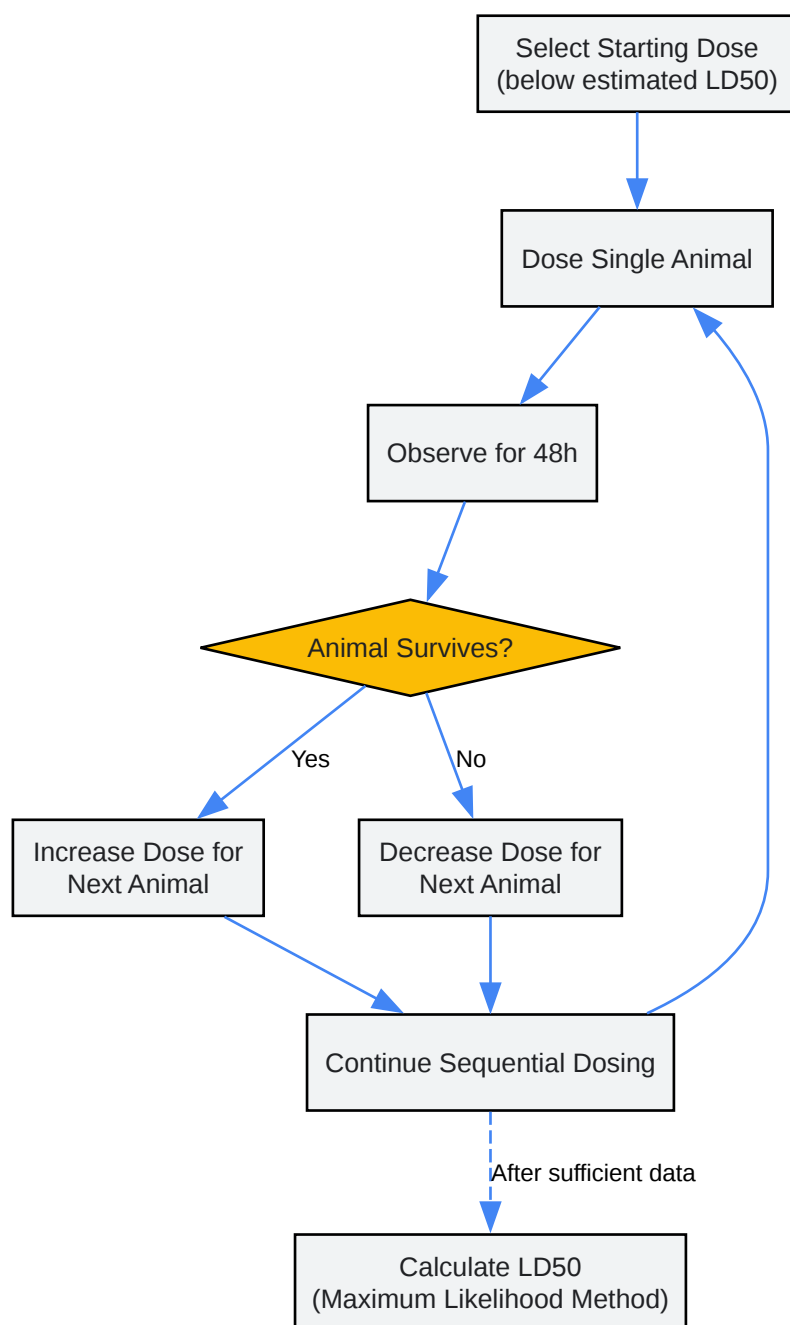 Select Starting Dose
(below estimated LD50)
Dose Single Animal
Observe for 48h
Animal Survives?
Yes
No
Increase Dose for
Next Animal
Decrease Dose for
Next Animal
Continue Sequential Dosing
After sufficient data
Calculate LD50
(Maximum Likelihood Method)